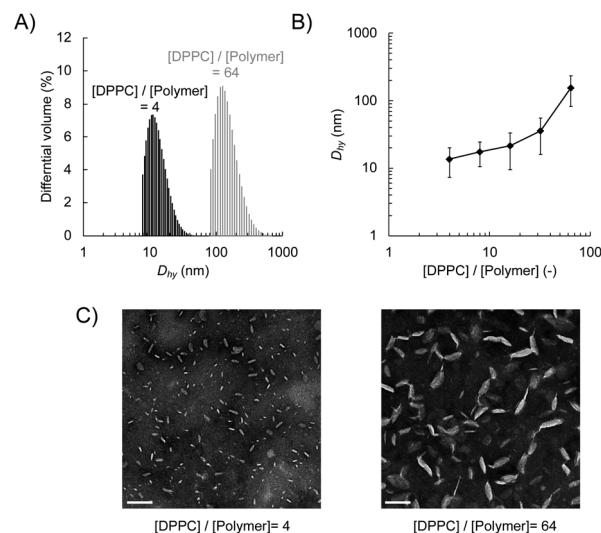 A)
Differntial volume (%)
12
10
8
6
4
2
0
[DPPC] / [Polymer]
= 4
[DPPC] / [Polymer]
= 64
1
10
100
1000
Dhy (nm)
B)
Dhy (nm)
1000
100
10
1
1
10
100
[DPPC] / [Polymer] (-)
C)
[DPPC] / [Polymer]= 4
[DPPC] / [Polymer]= 64